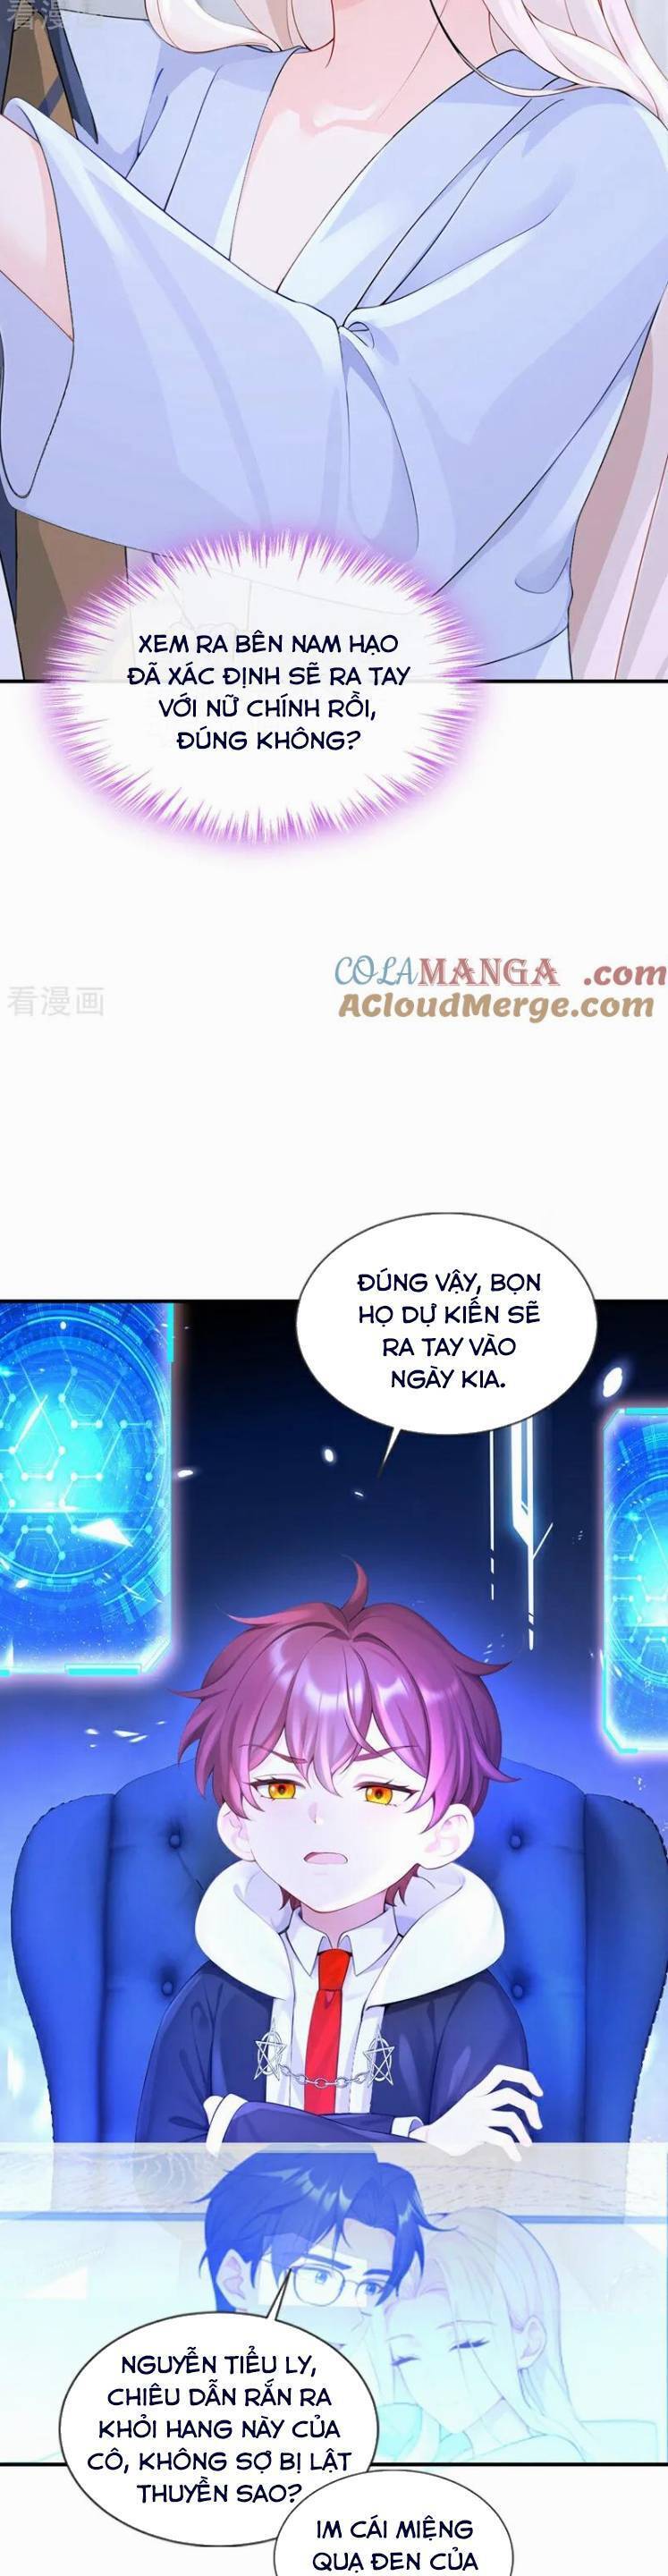 看漫画
XEM RA BÊN NAM HẠO
ĐÃ XÁC ĐỊNH SẼ RA TAY
VỚI NỮ CHÍNH RỒI,
ĐÚNG KHÔNG?
COLAMANGA .com
看漫画
ACloudMerge.com
ĐÚNG VẬY, BỌN
HỌ DỰ KIẾN SẼ
RA TAY VÀO
NGÀY KIA.
NGUYỄN TIỂU LY,
CHIÊU DẪN RẮN RA
KHỎI HANG NÀY CỦA
CÔ, KHÔNG SỢ BỊ LẬT
THUYỀN SAO?
IM CÁI MIỆNG
QUẠ ĐEN CỦA